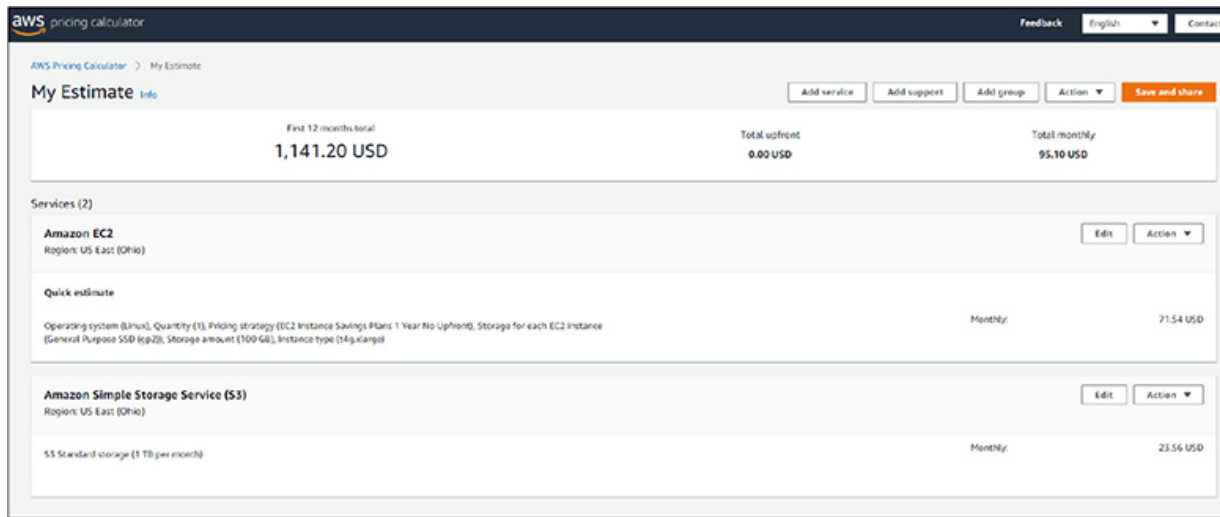 aws pricing calculator
Feedback
English
Contact
AWS Pricing Calculator > My Estimate
My Estimate Info
Add service
Add support
Add group
Action
Save and share
First 12 months total
1,141.20 USD
Total upfront
0.00 USD
Total monthly
95.10 USD
Services (2)
Amazon EC2
Region: US East (Ohio)
Edit
Action
Quick estimate
Operating system (Linux), Quantity (1), Pricing strategy (EC2 Instance Savings Plans 1 Year No Upfront), Storage for each EC2 instance
(General Purpose SSD (gp2)), Storage amount (100 GB), Instance type (t4g.xlarge)
Monthly:
71.54 USD
Amazon Simple Storage Service (S3)
Region: US East (Ohio)
Edit
Action
S3 Standard storage (1 TB per month)
Monthly:
23.56 USD